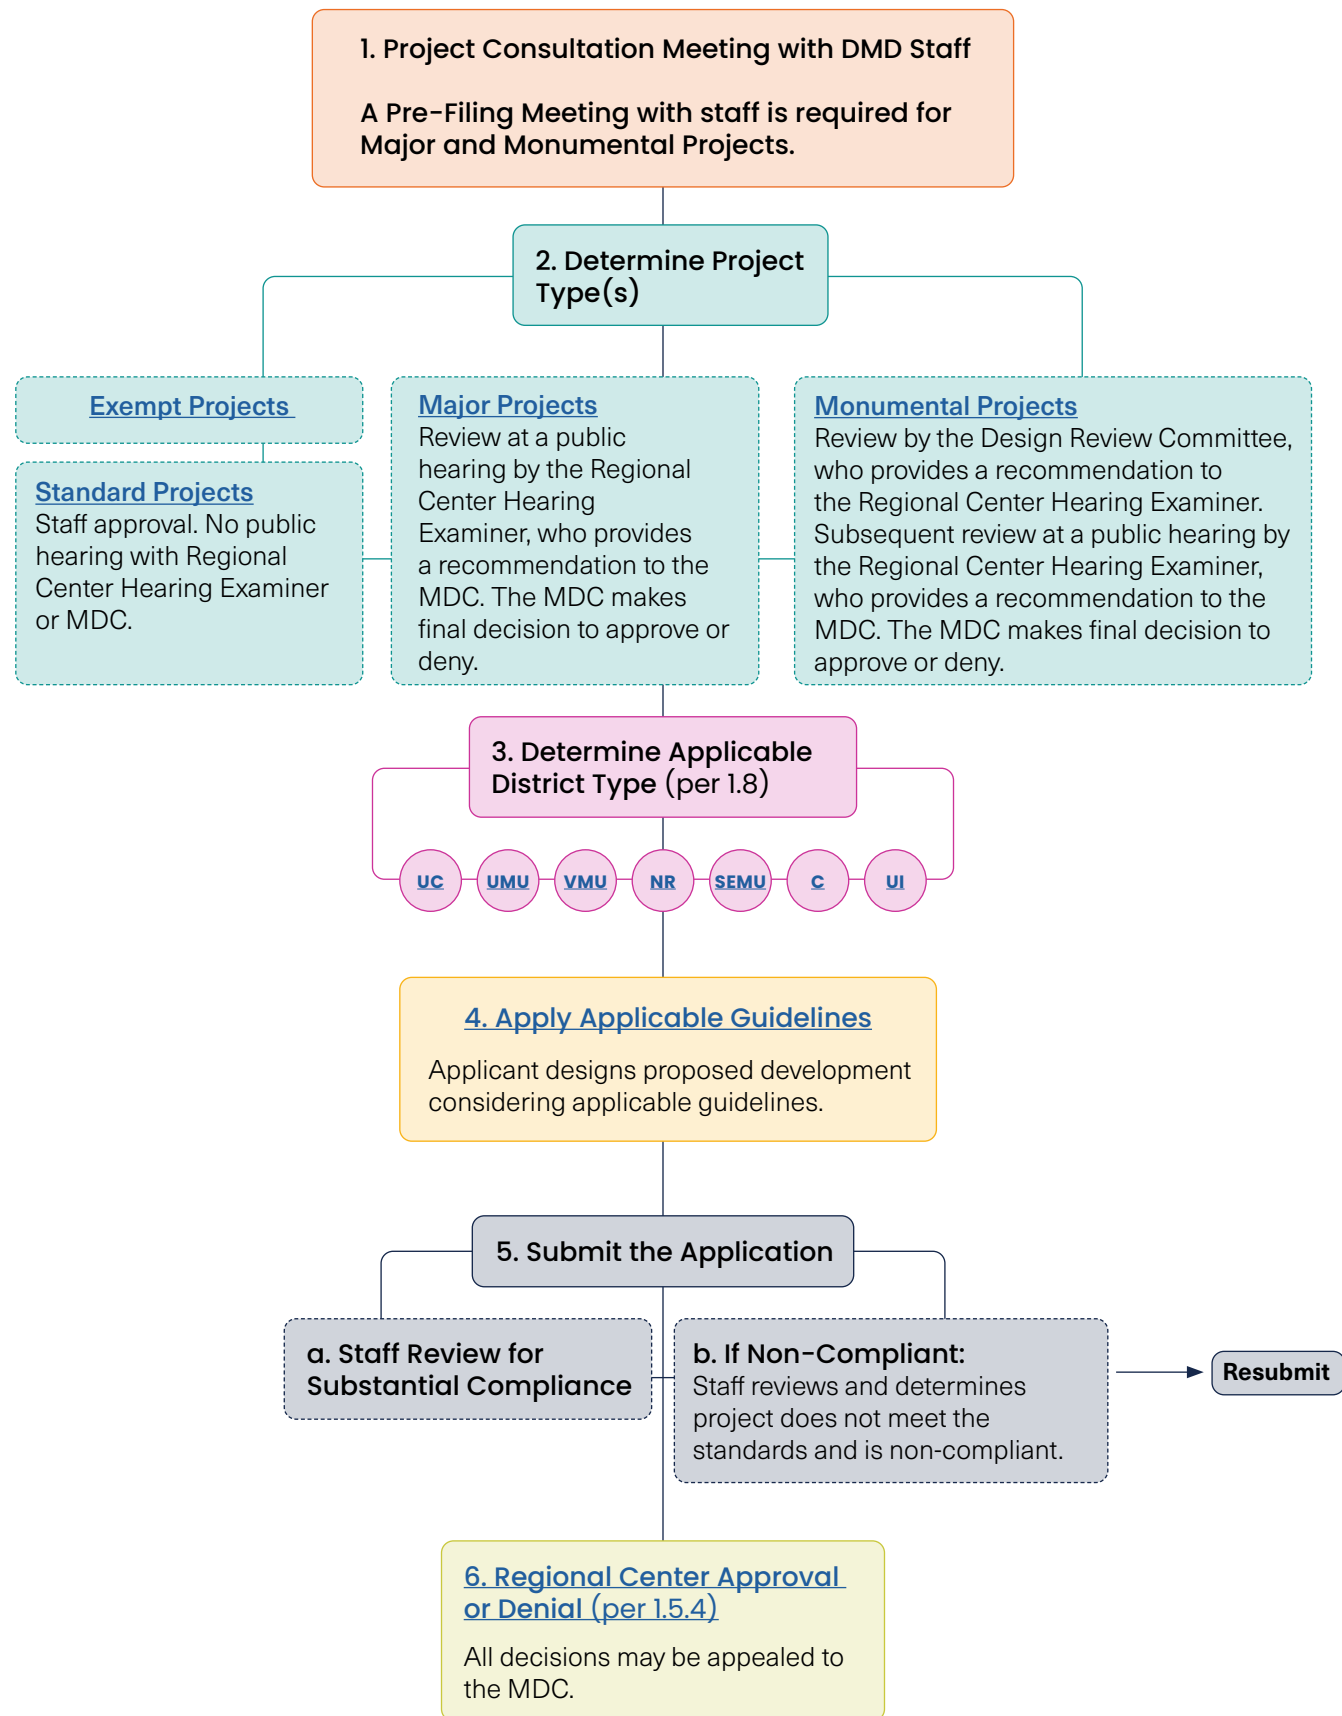 1. Project Consultation Meeting with DMD Staff
A Pre-Filing Meeting with staff is required for
Major and Monumental Projects.
2. Determine Project
Type(s)
Exempt Projects
Standard Projects
Staff approval. No public
hearing with Regional
Center Hearing Examiner
or MDC.
Major Projects
Review at a public
hearing by the Regional
Center Hearing
Examiner, who provides
a recommendation to the
MDC. The MDC makes
final decision to approve or
deny.
Monumental Projects
Review by the Design Review Committee,
who provides a recommendation to
the Regional Center Hearing Examiner.
Subsequent review at a public hearing by
the Regional Center Hearing Examiner,
who provides a recommendation to the
MDC. The MDC makes final decision to
approve or deny.
3. Determine Applicable
District Type (per 1.8)
UC
UMU
VMU
NR
SEMU
C
UI
4. Apply Applicable Guidelines
Applicant designs proposed development
considering applicable guidelines.
5. Submit the Application
a. Staff Review for
Substantial Compliance
b. If Non-Compliant:
Staff reviews and determines
project does not meet the
standards and is non-compliant.
Resubmit
6. Regional Center Approval
or Denial (per 1.5.4)
All decisions may be appealed to
the MDC.